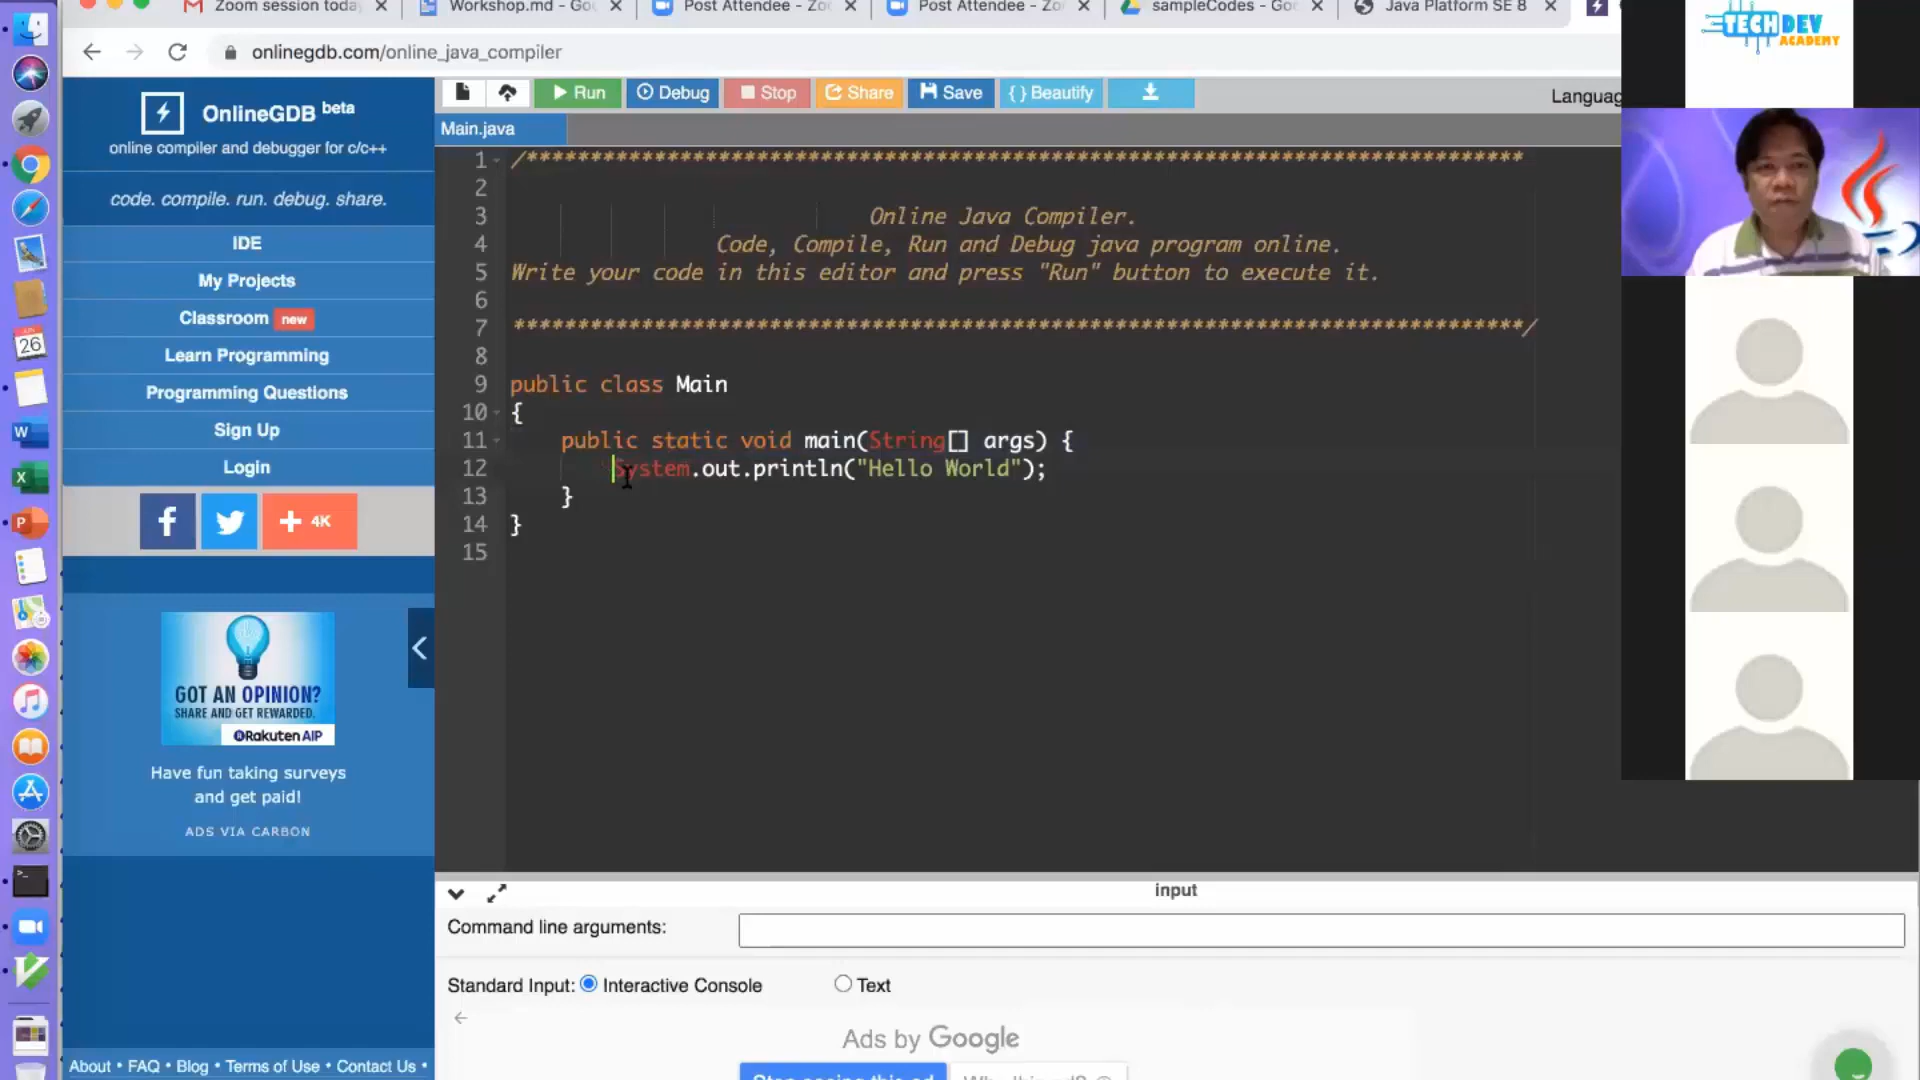 Zoom session toda
Workshop.md - Goo
Post Attendee - Zo
Post Attendee - Zo
sampleCodes - Goo
Java Platform SE 8
onlinegdb.com/online_java_compiler
TECHDEV
ACADEMY
OnlineGDB beta
online compiler and debugger for c/c++
code. compile. run. debug. share.
IDE
My Projects
Classroom new
Learn Programming
Programming Questions
Sign Up
Login
4K
GOT AN OPINION?
SHARE AND GET REWARDED.
Rakuten AIP
Have fun taking surveys
and get paid!
ADS VIA CARBON
About • FAQ • Blog • Terms of Use • Contact Us •
Run
Debug
Stop
Share
Save
{ } Beautify
Languag
Main.java
1 /******************************************************************************
2
3 Online Java Compiler.
4 Code, Compile, Run and Debug java program online.
5 Write your code in this editor and press "Run" button to execute it.
6
7 *******************************************************************************/
8
9 public class Main
10 {
11 public static void main(String[] args) {
12 System.out.println("Hello World");
13 }
14 }
15
input
Command line arguments:
Standard Input: Interactive Console Text
Ads by Google
Stop seeing this ad
26
W
X
P